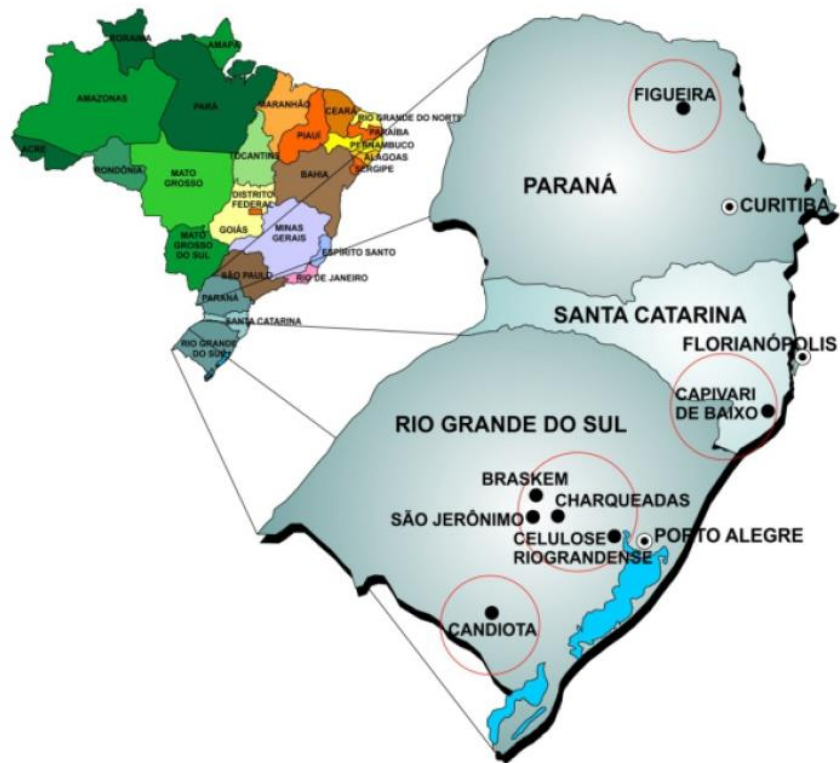 RORAIMA
AMAPÁ
AMAZONAS
PARÁ
MARANHÃO
CEARÁ
RIO GRANDE DO NORTE
PARAÍBA
PIAUÍ
PERNAMBUCO
ALAGOAS
SERGIPE
ACRE
RONDÔNIA
TOCANTINS
MATO
GROSSO
BAHIA
DISTRITO
FEDERAL
GOIÁS
MINAS
GERAIS
MATO
GROSSO
DO SUL
ESPÍRITO SANTO
SÃO PAULO
RIO DE JANEIRO
PARANÁ
SANTA CATARINA
RIO GRANDE
DO SUL
FIGUEIRA
PARANÁ
CURITIBA
SANTA CATARINA
FLORIANÓPOLIS
CAPIVARI
DE BAÍXO
RIO GRANDE DO SUL
BRASKEM
CHARQUEADAS
SÃO JERÔNIMO
CELULOSE
RIOGRANDENSE
PORTO ALEGRE
CANDIOTA